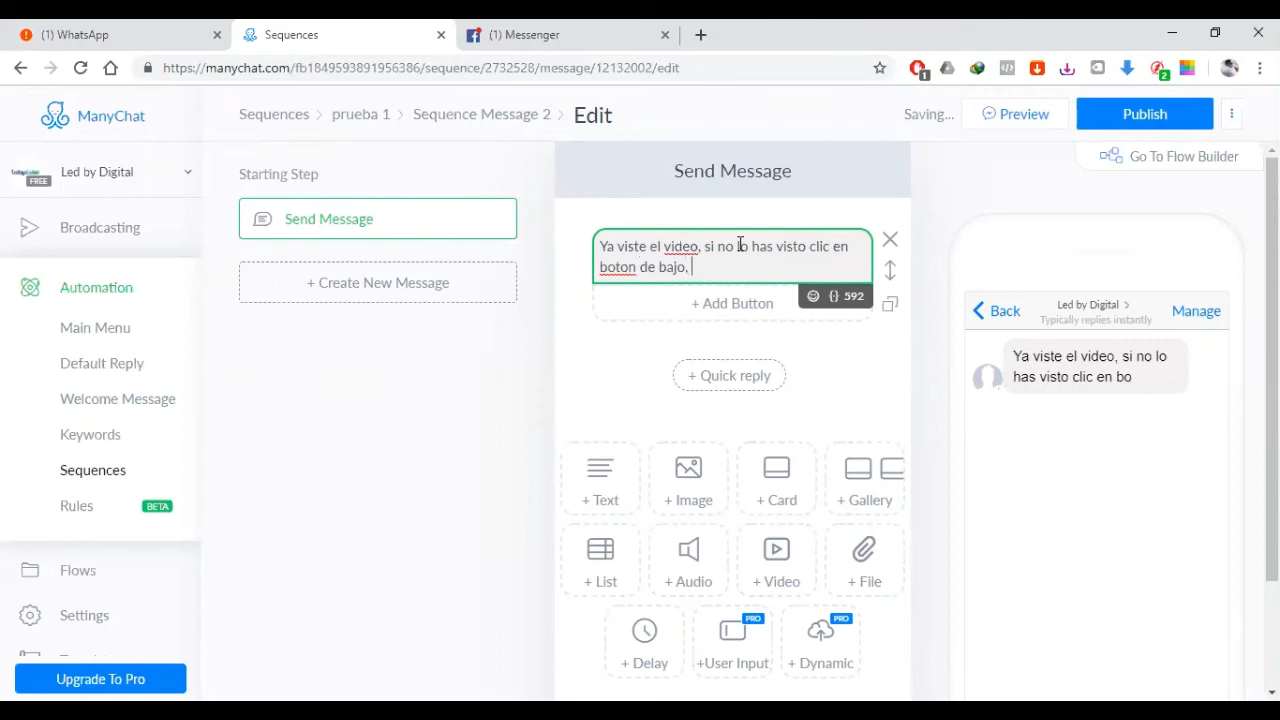 (1) WhatsApp
Sequences
(1) Messenger
https://manychat.com/fb1849593891956386/sequence/2732528/message/12132002/edit
1
2
ManyChat
Sequences
prueba 1
Sequence Message 2
Edit
Saving...
Preview
Publish
Led by Digital
FREE
Starting Step
Send Message
Go To Flow Builder
Broadcasting
Send Message
Ya viste el video, si no lo has visto clic en
boton de bajo,
{} 592
+ Create New Message
+ Add Button
Automation
Main Menu
Default Reply
Welcome Message
Keywords
Sequences
Rules
BETA
Flows
Settings
Upgrade To Pro
+ Quick reply
+ Text
+ Image
+ Card
+ Gallery
+ List
+ Audio
+ Video
+ File
+ Delay
PRO
+User Input
PRO
+ Dynamic
Back
Led by Digital
Typically replies instantly
Manage
Ya viste el video, si no lo
has visto clic en bo